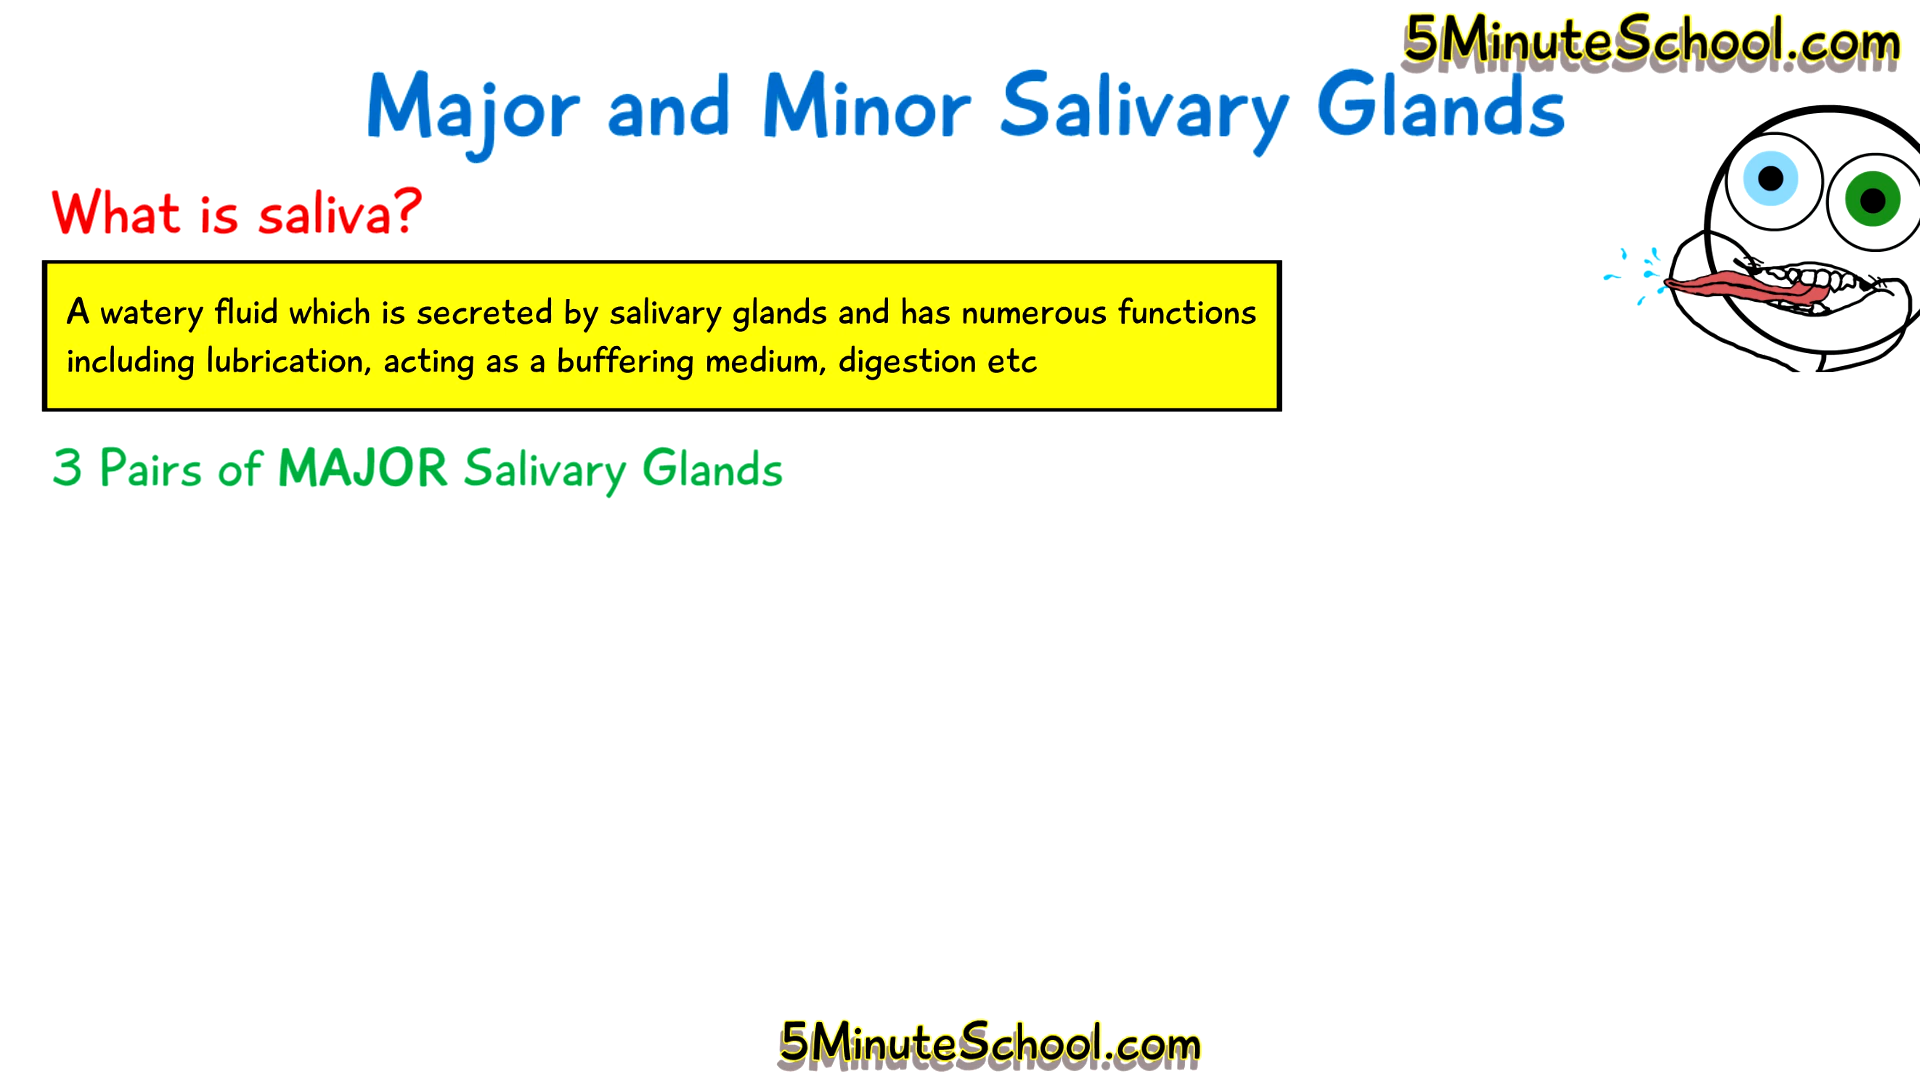 5MinuteSchool.com
Major and Minor Salivary Glands
What is saliva?
A watery fluid which is secreted by salivary glands and has numerous functions
including lubrication, acting as a buffering medium, digestion etc
3 Pairs of MAJOR Salivary Glands
5MinuteSchool.com